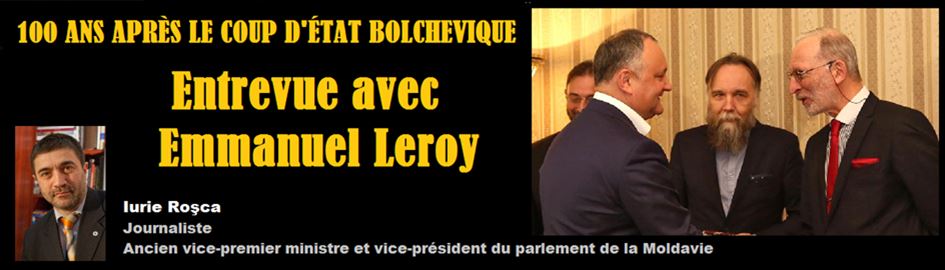 100 ANS APRÈS LE COUP D'ÉTAT BOLCHEVIQUE
Entrevue avec
Emmanuel Leroy
Iurie Roşca
Journaliste
Ancien vice-premier ministre et vice-président du parlement de la Moldavie